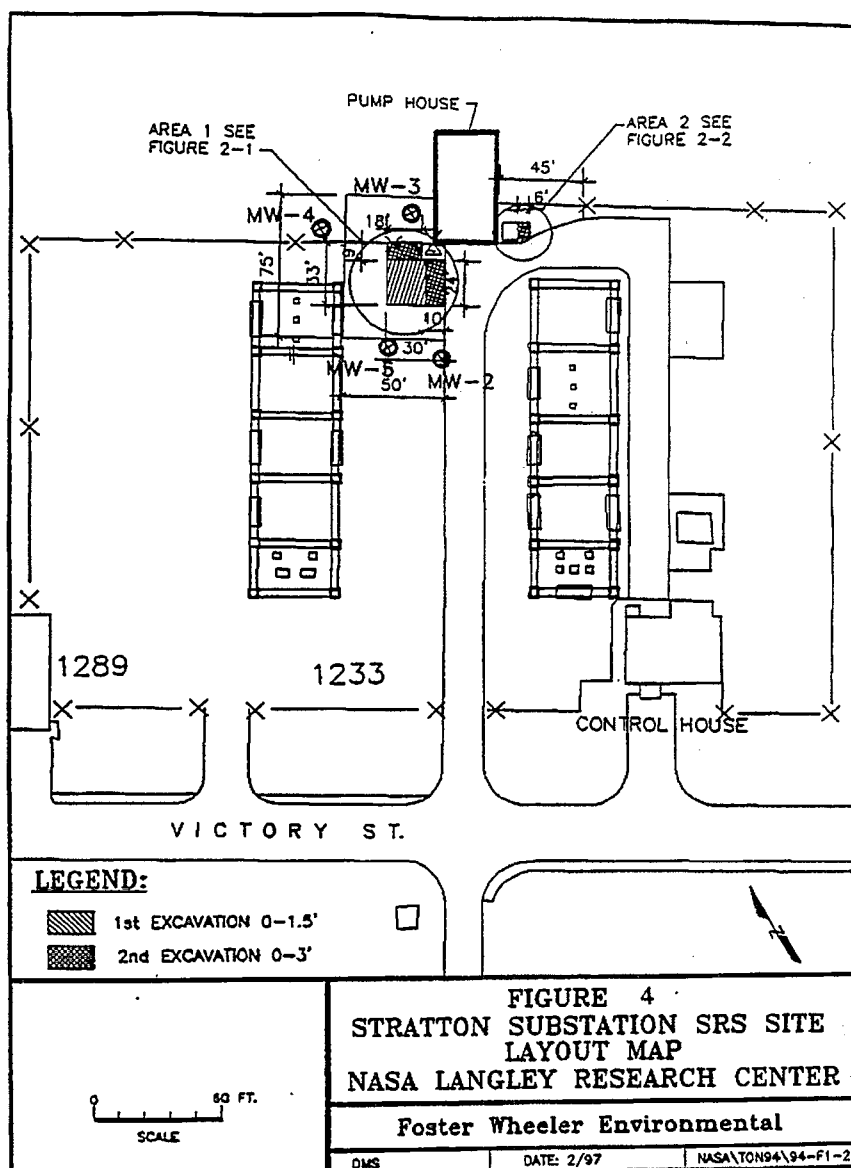 PUMP HOUSE
AREA 1 SEE
FIGURE 2-1
AREA 2 SEE
FIGURE 2-2
45'
6'
MW-3
MW-4
18'
9'
75'
33'
24'
10
30'
MW-5
MW-2
50'
1289
1233
CONTROL HOUSE
VICTORY ST.
LEGEND:
1st EXCAVATION 0-1.5'
2nd EXCAVATION 0-3'
N
FIGURE 4
STRATTON SUBSTATION SRS SITE
LAYOUT MAP
NASA LANGLEY RESEARCH CENTER
0 60 FT.
SCALE
Foster Wheeler Environmental
DMS
DATE: 2/97
NASA\TON94\94-F1-2